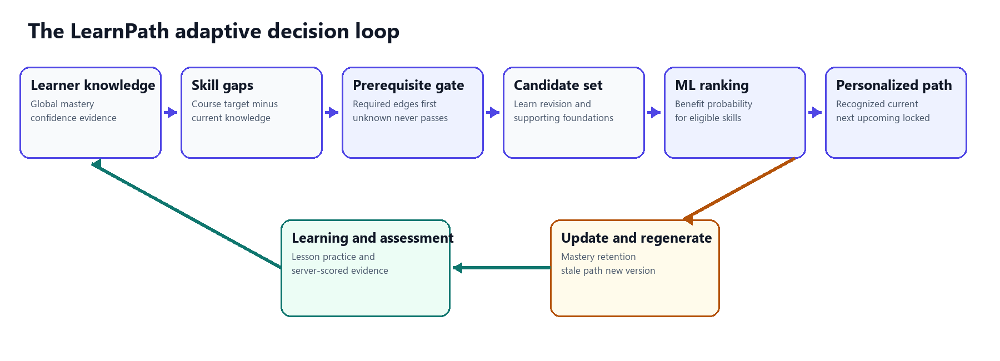 The LearnPath adaptive decision loop
Learner knowledge
Global mastery
confidence evidence
Skill gaps
Course target minus
current knowledge
Prerequisite gate
Required edges first
unknown never passes
Candidate set
Learn revision and
supporting foundations
ML ranking
Benefit probability
for eligible skills
Personalized path
Recognized current
next upcoming locked
Learning and assessment
Lesson practice and
server-scored evidence
Update and regenerate
Mastery retention
stale path new version